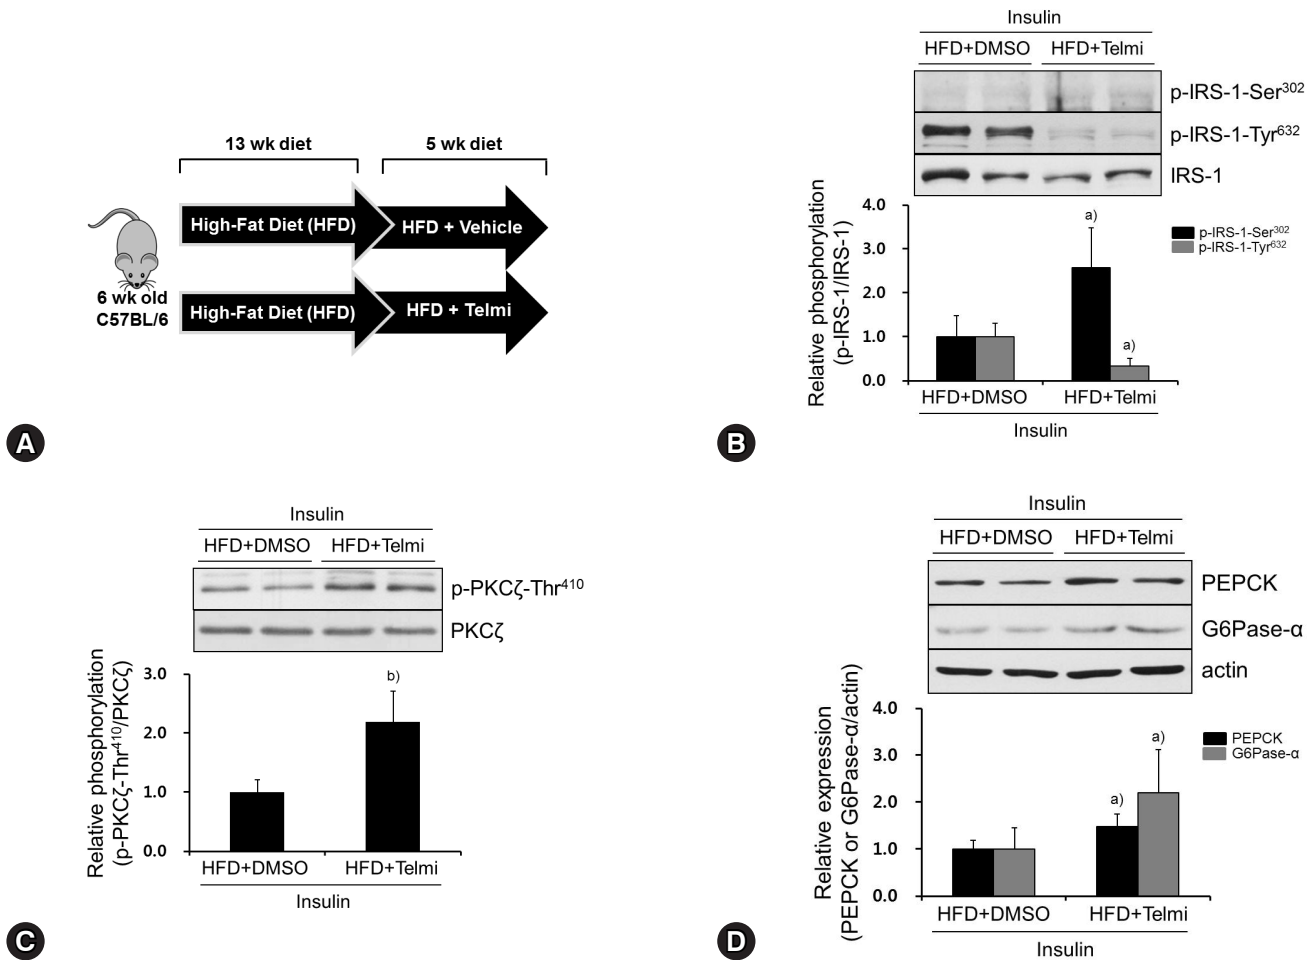 13 wk diet
5 wk diet
High-Fat Diet (HFD)
HFD + Vehicle
6 wk old
C57BL/6
High-Fat Diet (HFD)
HFD + Telmi
A
Insulin
HFD+DMSO
HFD+Telmi
p-IRS-1-Ser³⁰²
p-IRS-1-Tyr⁶³²
IRS-1
Relative phosphorylation
(p-IRS-1/IRS-1)
4.0
3.0
2.0
1.0
0.0
a)
a)
p-IRS-1-Ser³⁰²
p-IRS-1-Tyr⁶³²
HFD+DMSO
HFD+Telmi
Insulin
B
Insulin
HFD+DMSO
HFD+Telmi
p-PKCζ-Thr⁴¹⁰
PKCζ
Relative phosphorylation
(p-PKCζ-Thr⁴¹⁰/PKCζ)
3.0
2.0
1.0
0.0
b)
HFD+DMSO
HFD+Telmi
Insulin
C
Insulin
HFD+DMSO
HFD+Telmi
PEPCK
G6Pase-α
actin
Relative expression
(PEPCK or G6Pase-α/actin)
4.0
3.0
2.0
1.0
0.0
a)
a)
PEPCK
G6Pase-α
HFD+DMSO
HFD+Telmi
Insulin
D